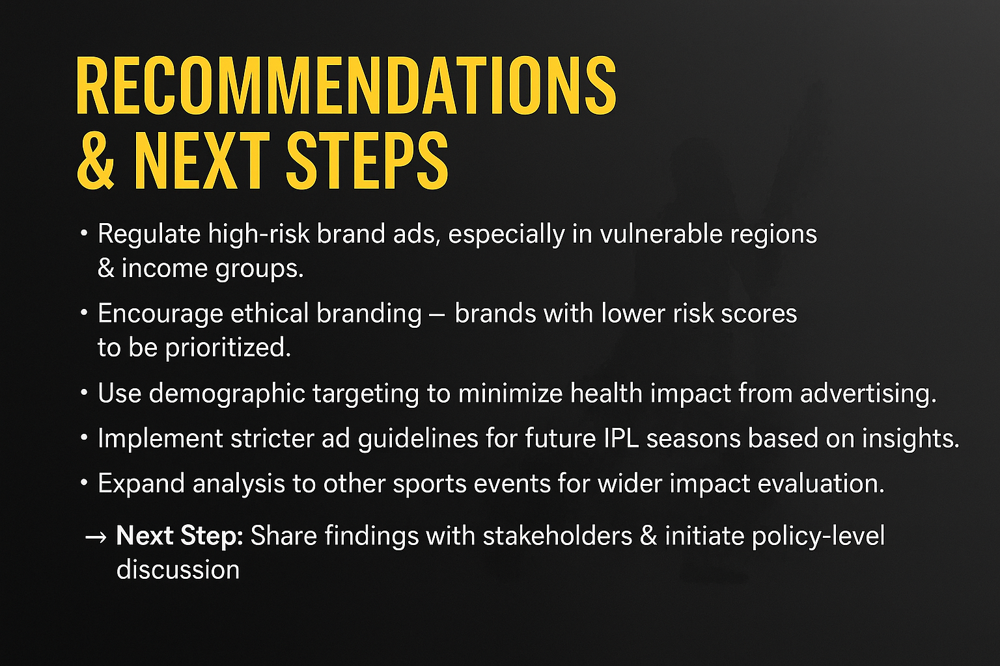 RECOMMENDATIONS
& NEXT STEPS
• Regulate high-risk brand ads, especially in vulnerable regions
& income groups.
• Encourage ethical branding – brands with lower risk scores
to be prioritized.
• Use demographic targeting to minimize health impact from advertising.
• Implement stricter ad guidelines for future IPL seasons based on insights.
• Expand analysis to other sports events for wider impact evaluation.
→ Next Step: Share findings with stakeholders & initiate policy-level
discussion